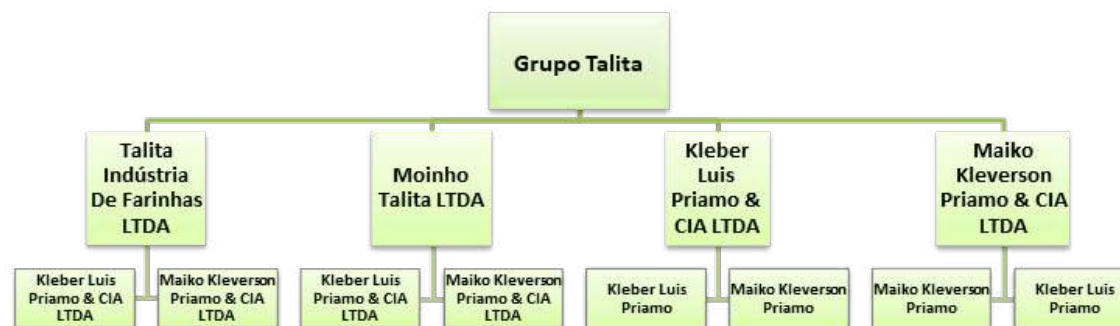 Grupo Talita
Talita
Indústria
De Farinhas
LTDA
Moinho
Talita LTDA
Kleber
Luis
Priamo &
CIA LTDA
Maiko
Kleverson
Priamo & CIA
LTDA
Kleber Luis
Priamo & CIA
LTDA
Maiko Kleverson
Priamo & CIA
LTDA
Kleber Luis
Priamo & CIA
LTDA
Maiko Kleverson
Priamo & CIA
LTDA
Kleber Luis
Priamo
Maiko Kleverson
Priamo
Maiko Kleverson
Priamo
Kleber Luis
Priamo